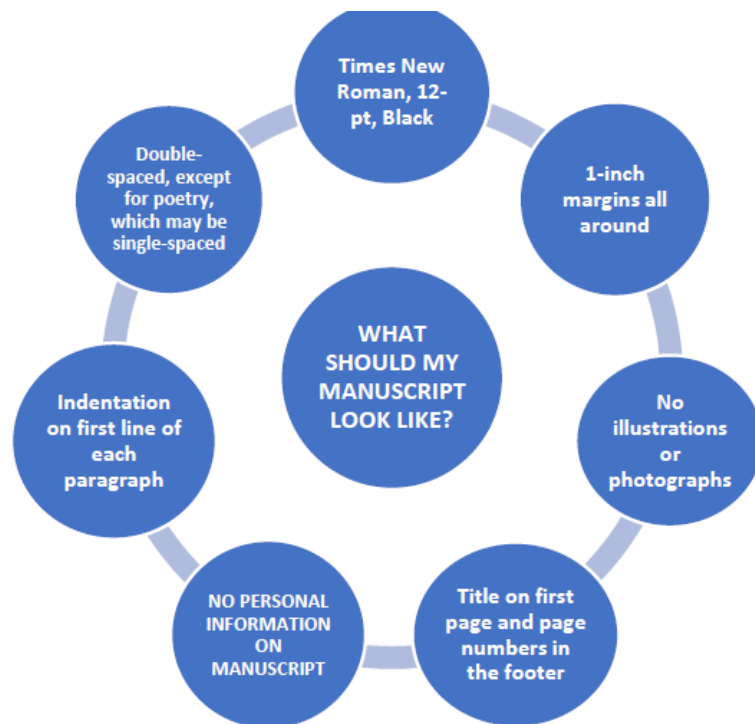 Times New
Roman, 12-
pt, Black
1-inch
margins all
around
No
illustrations
or
photographs
Title on first
page and page
numbers in
the footer
NO PERSONAL
INFORMATION
ON
MANUSCRIPT
Indentation
on first line of
each
paragraph
Double-
spaced, except
for poetry,
which may be
single-spaced
WHAT
SHOULD MY
MANUSCRIPT
LOOK LIKE?